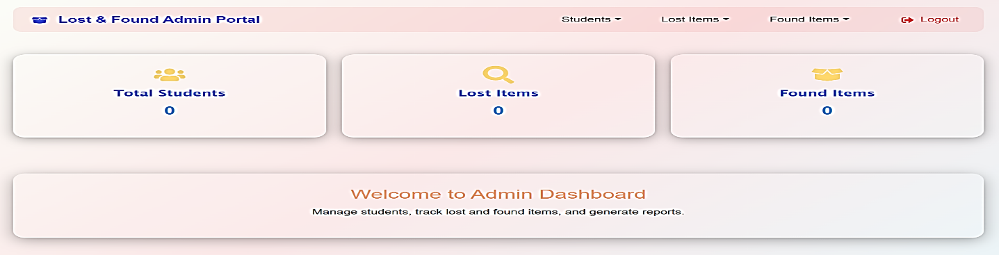 Lost & Found Admin Portal Students Lost Items Found Items Logout
Total Students Lost Items Found Items
0 0 0
Welcome to Admin Dashboard
Manage students, track lost and found items, and generate reports.